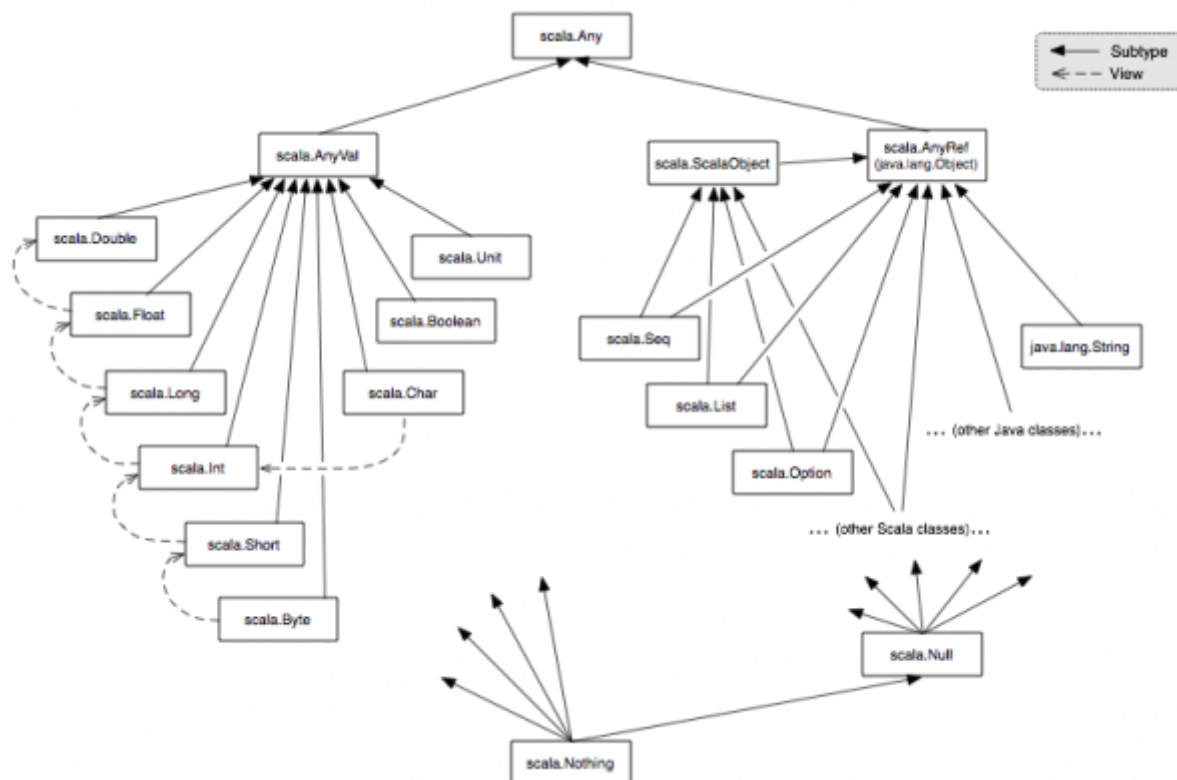 scala.Any
Subtype
View
scala.AnyVal
scala.ScalaObject
scala.AnyRef
(java.lang.Object)
scala.Double
scala.Unit
scala.Float
scala.Boolean
scala.Seq
java.lang.String
scala.Long
scala.Char
scala.List
... (other Java classes)...
scala.Int
scala.Option
scala.Short
... (other Scala classes)...
scala.Byte
scala.Null
scala.Nothing